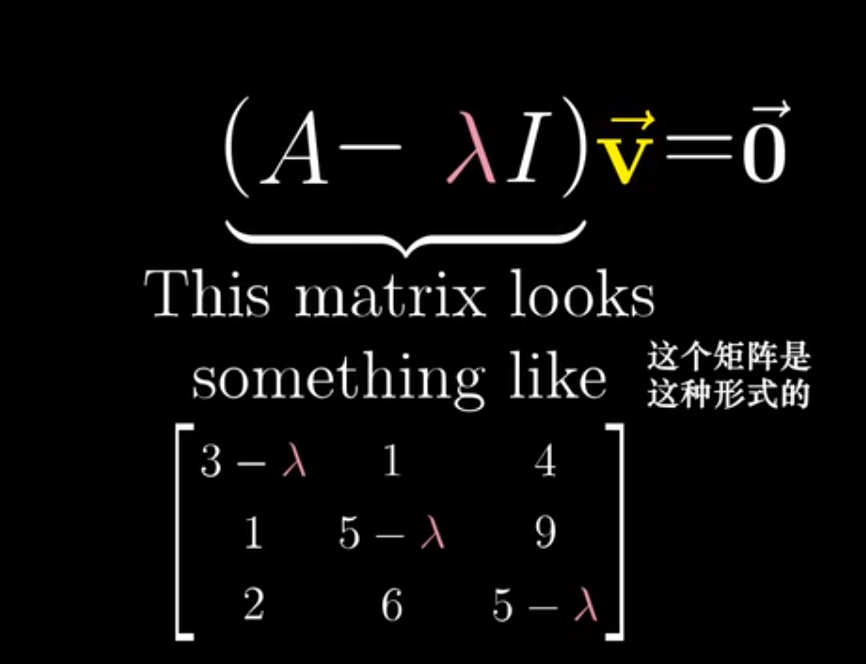 (A− λI)v⃗=0⃗
This matrix looks
something like
这个矩阵是
这种形式的
3 − λ 1 4
1 5 − λ 9
2 6 5 − λ